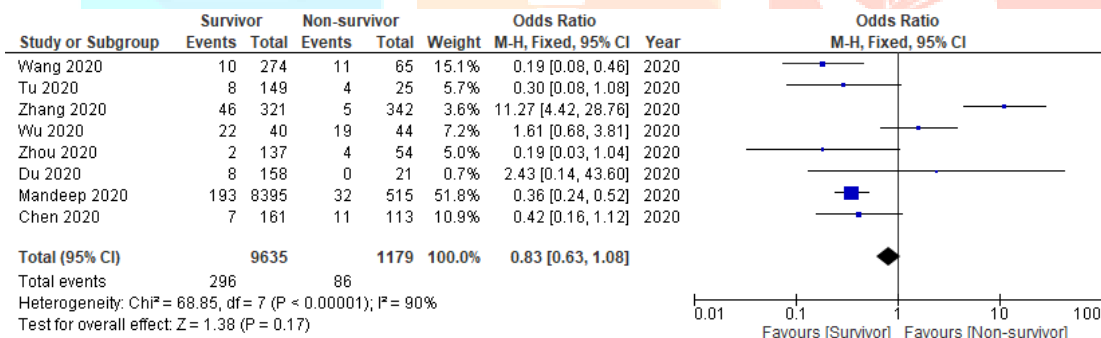 Survivor Non-survivor Odds Ratio Odds Ratio
Study or Subgroup Events Total Events Total Weight M-H, Fixed, 95% CI Year M-H, Fixed, 95% CI
Wang 2020 10 274 11 65 15.1% 0.19 [0.08, 0.46] 2020
Tu 2020 8 149 4 25 5.7% 0.30 [0.08, 1.08] 2020
Zhang 2020 46 321 5 342 3.6% 11.27 [4.42, 28.76] 2020
Wu 2020 22 40 19 44 7.2% 1.61 [0.68, 3.81] 2020
Zhou 2020 2 137 4 54 5.0% 0.19 [0.03, 1.04] 2020
Du 2020 8 158 0 21 0.7% 2.43 [0.14, 43.60] 2020
Mandeep 2020 193 8395 32 515 51.8% 0.36 [0.24, 0.52] 2020
Chen 2020 7 161 11 113 10.9% 0.42 [0.16, 1.12] 2020
Total (95% CI) 9635 1179 100.0% 0.83 [0.63, 1.08]
Total events 296 86
Heterogeneity: Chi² = 68.85, df = 7 (P < 0.00001); I² = 90%
Test for overall effect: Z = 1.38 (P = 0.17)
0.01 0.1 1 10 100
Favours [Survivor] Favours [Non-survivor]